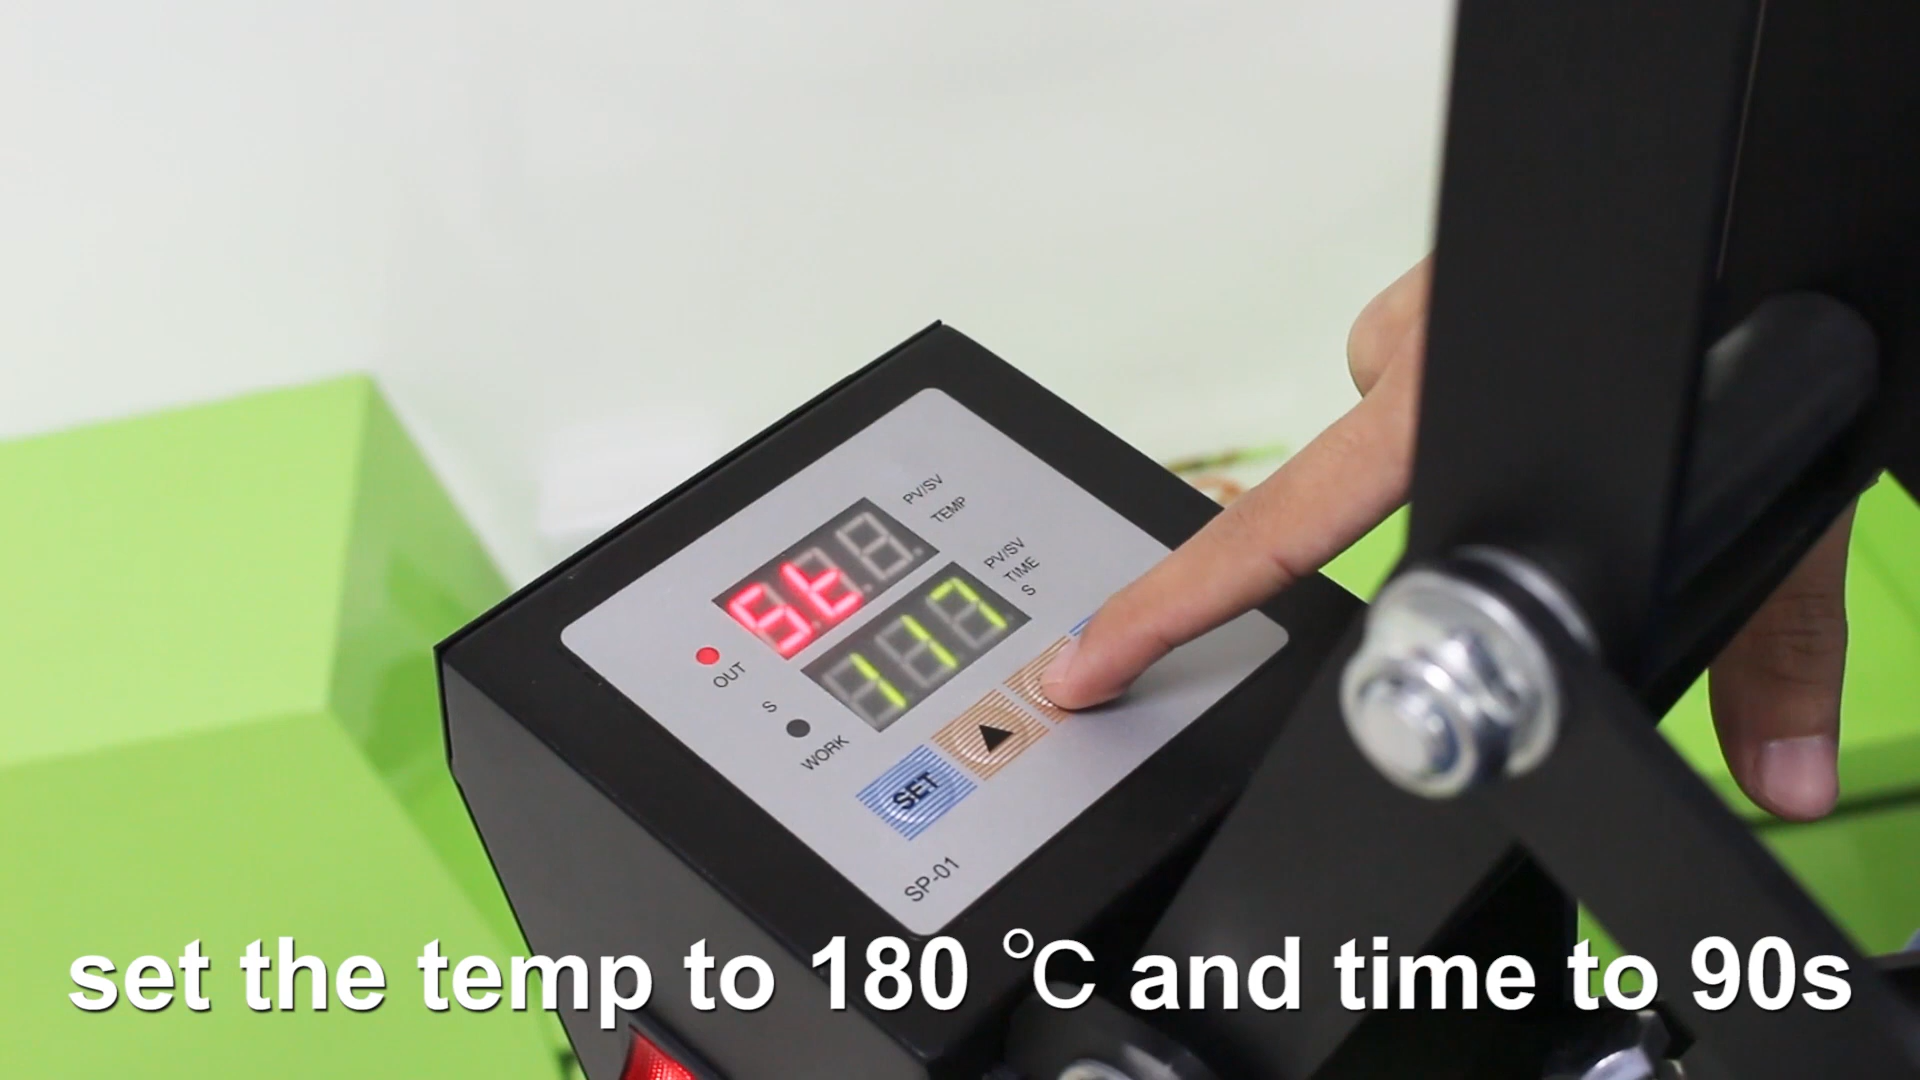 PV/SV
TEMP
St
PV/SV
TIME
S
117
OUT
S
WORK
SET
SP-01
set the temp to 180 ℃ and time to 90s